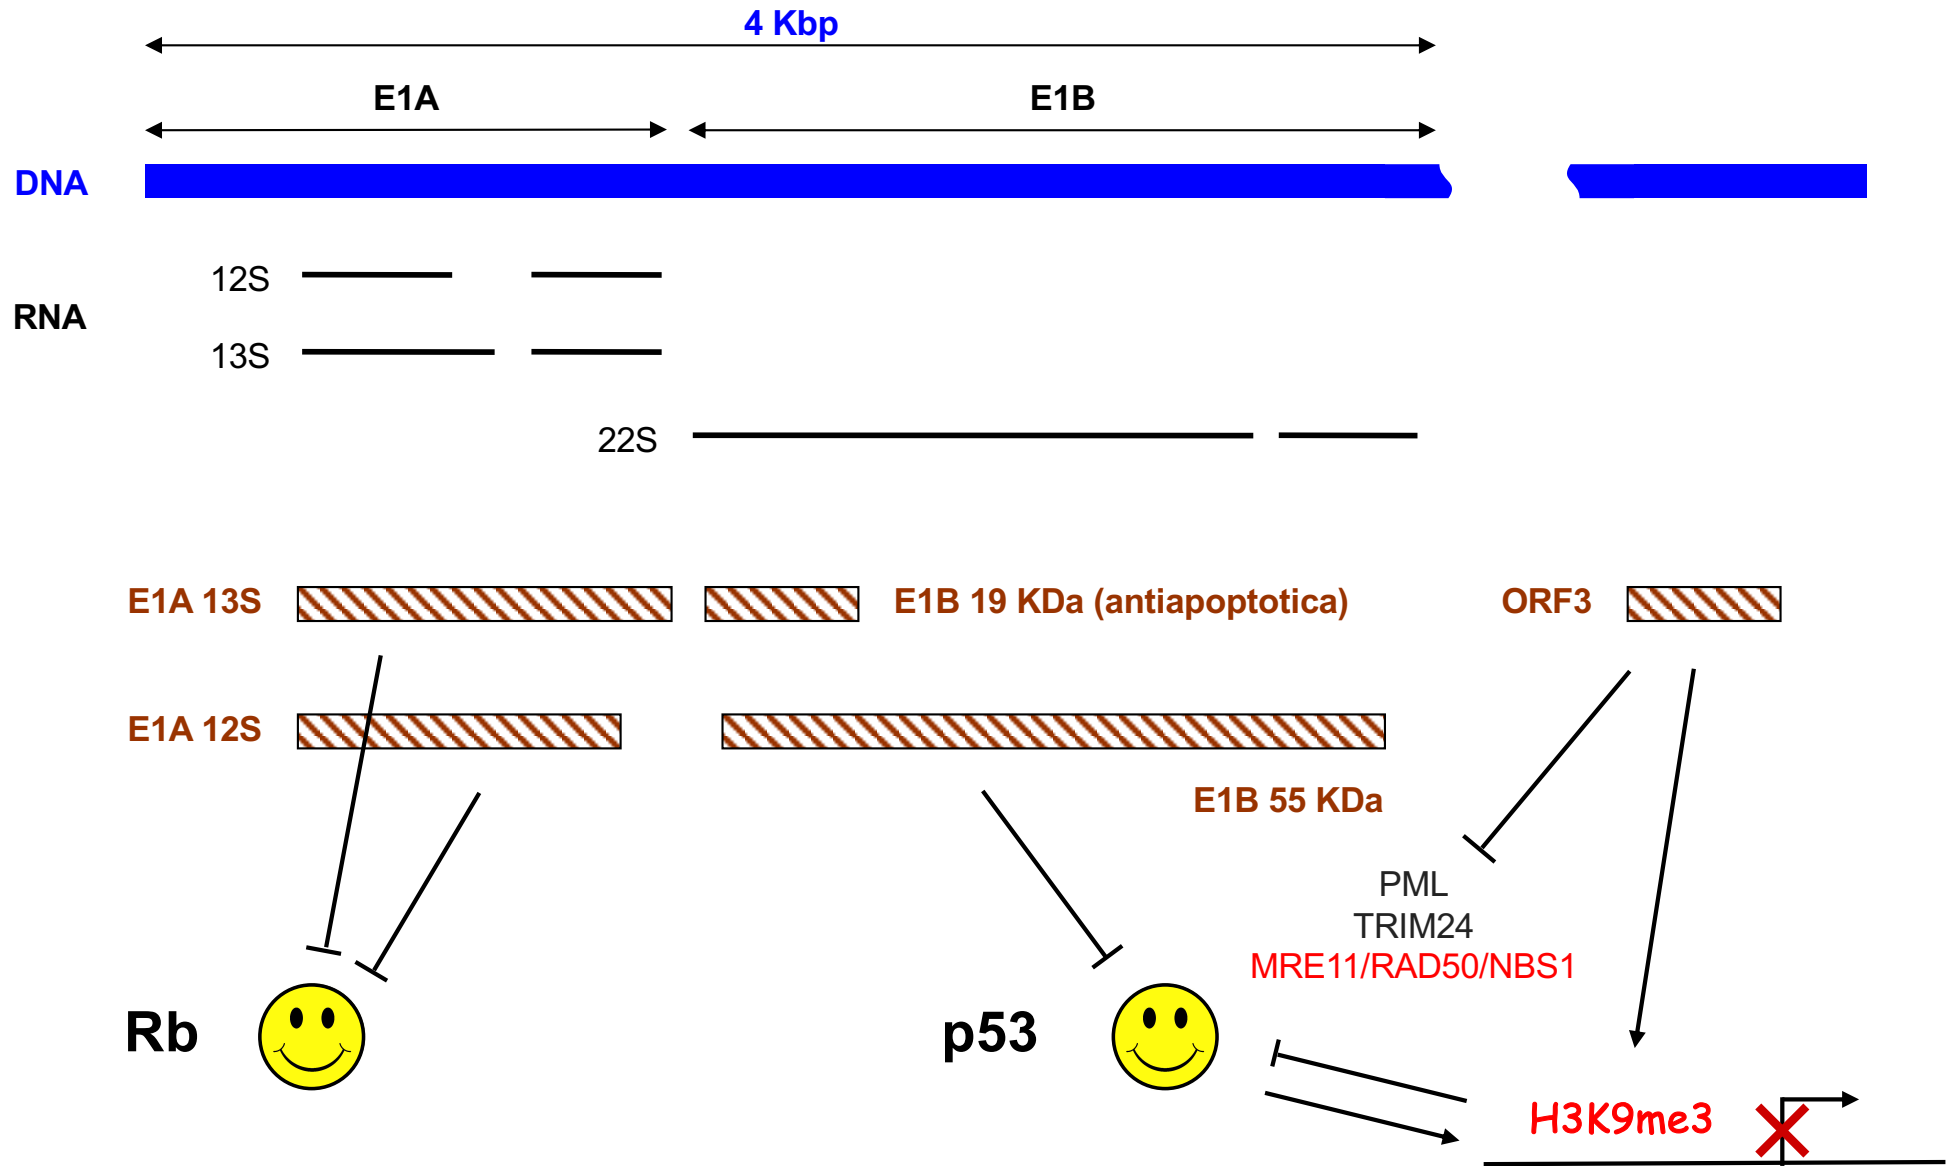 4 Kbp
E1A
E1B
DNA
12S
RNA
13S
22S
E1A 13S
E1B 19 KDa (antiapoptotica)
ORF3
E1A 12S
E1B 55 KDa
PML
TRIM24
MRE11/RAD50/NBS1
Rb
p53
H3K9me3